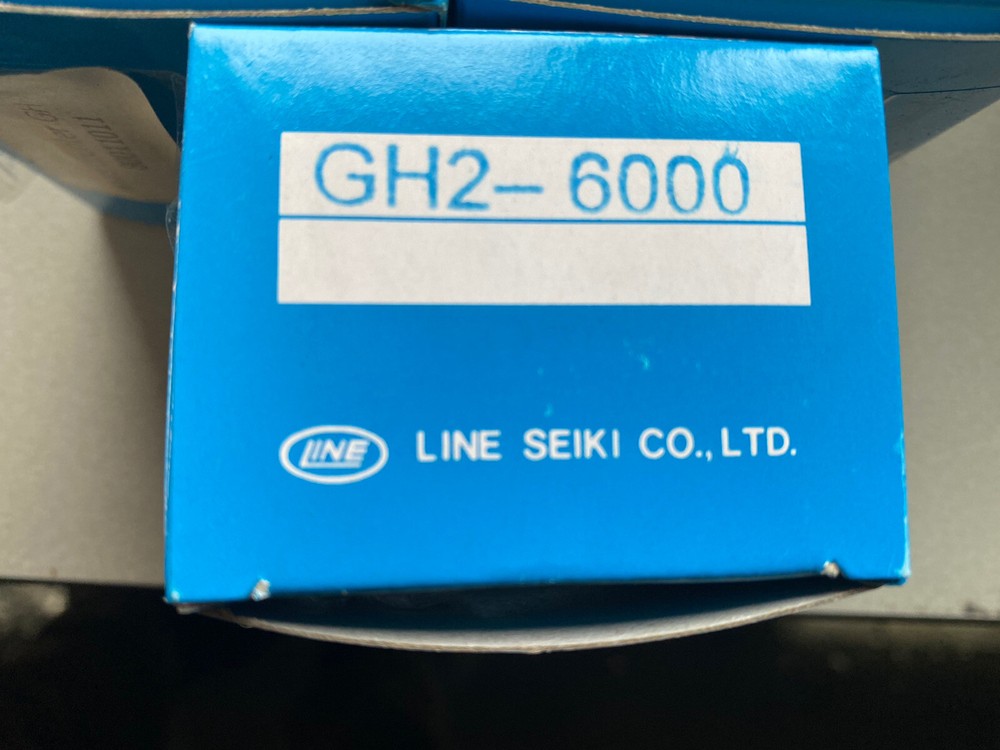 GH2-6000
LINE
LINE SEIKI CO., LTD.